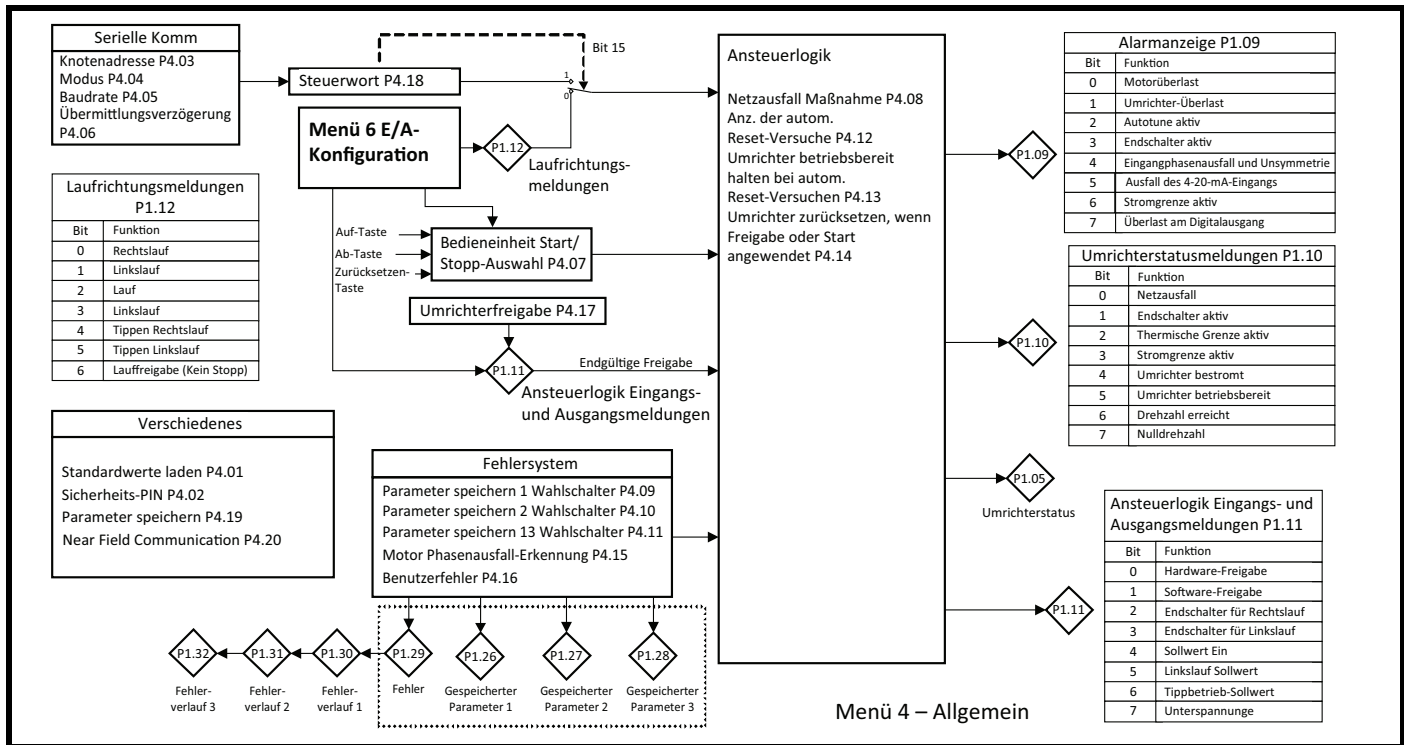 Serielle Komm
Knotenadresse P4.03
Modus P4.04
Baudrate P4.05
Übermittlungsverzögerung
P4.06
Steuerwort P4.18
Bit 15
1
0
Menü 6 E/A-
Konfiguration
P1.12
Laufrichtungs-
meldungen
Laufrichtungsmeldungen
P1.12
Bit Funktion
0 Rechtslauf
1 Linkslauf
2 Lauf
3 Linkslauf
4 Tippen Rechtslauf
5 Tippen Linkslauf
6 Lauffreigabe (Kein Stopp)
Auf-Taste
Ab-Taste
Zurücksetzen-
Taste
Bedieneinheit Start/
Stopp-Auswahl P4.07
Umrichterfreigabe P4.17
P1.11
Endgültige Freigabe
Ansteuerlogik Eingangs-
und Ausgangsmeldungen
Verschiedenes
Standardwerte laden P4.01
Sicherheits-PIN P4.02
Parameter speichern P4.19
Near Field Communication P4.20
Fehlersystem
Parameter speichern 1 Wahlschalter P4.09
Parameter speichern 2 Wahlschalter P4.10
Parameter speichern 13 Wahlschalter P4.11
Motor Phasenausfall-Erkennung P4.15
Benutzerfehler P4.16
P1.32
P1.31
P1.30
P1.29
P1.26
P1.27
P1.28
Fehler-
verlauf 3
Fehler-
verlauf 2
Fehler-
verlauf 1
Fehler
Gespeicherter
Parameter 1
Gespeicherter
Parameter 2
Gespeicherter
Parameter 3
Ansteuerlogik
Netzausfall Maßnahme P4.08
Anz. der autom.
Reset-Versuche P4.12
Umrichter betriebsbereit
halten bei autom.
Reset-Versuchen P4.13
Umrichter zurücksetzen, wenn
Freigabe oder Start
angewendet P4.14
P1.09
P1.10
P1.05
Umrichterstatus
P1.11
Alarmanzeige P1.09
Bit Funktion
0 Motorüberlast
1 Umrichter-Überlast
2 Autotune aktiv
3 Endschalter aktiv
4 Eingangphasenausfall und Unsymmetrie
5 Ausfall des 4-20-mA-Eingangs
6 Stromgrenze aktiv
7 Überlast am Digitalausgang
Umrichterstatusmeldungen P1.10
Bit Funktion
0 Netzausfall
1 Endschalter aktiv
2 Thermische Grenze aktiv
3 Stromgrenze aktiv
4 Umrichter bestromt
5 Umrichter betriebsbereit
6 Drehzahl erreicht
7 Nulldrehzahl
Ansteuerlogik Eingangs- und
Ausgangsmeldungen P1.11
Bit Funktion
0 Hardware-Freigabe
1 Software-Freigabe
2 Endschalter für Rechtslauf
3 Endschalter für Linkslauf
4 Sollwert Ein
5 Linkslauf Sollwert
6 Tippbetrieb-Sollwert
7 Unterspannunge
Menü 4 – Allgemein